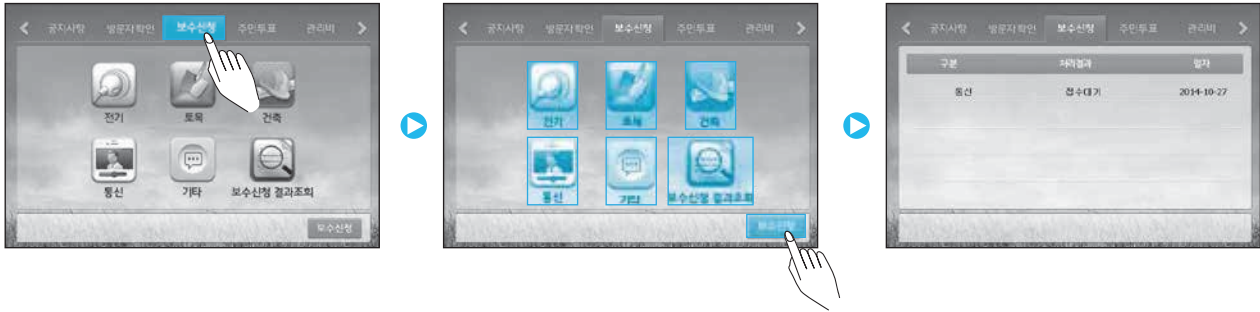 공지사항 방문자확인 보수신청 주민투표 관리비
전기 토목 건축
통신 기타 보수신청 결과조회
보수신청
공지사항 방문자확인 보수신청 주민투표 관리비
전기 토목 건축
통신 기타 보수신청 결과조회
보수신청
공지사항 방문자확인 보수신청 주민투표 관리비
구분 처리결과 일자
통신 접수대기 2014-10-27